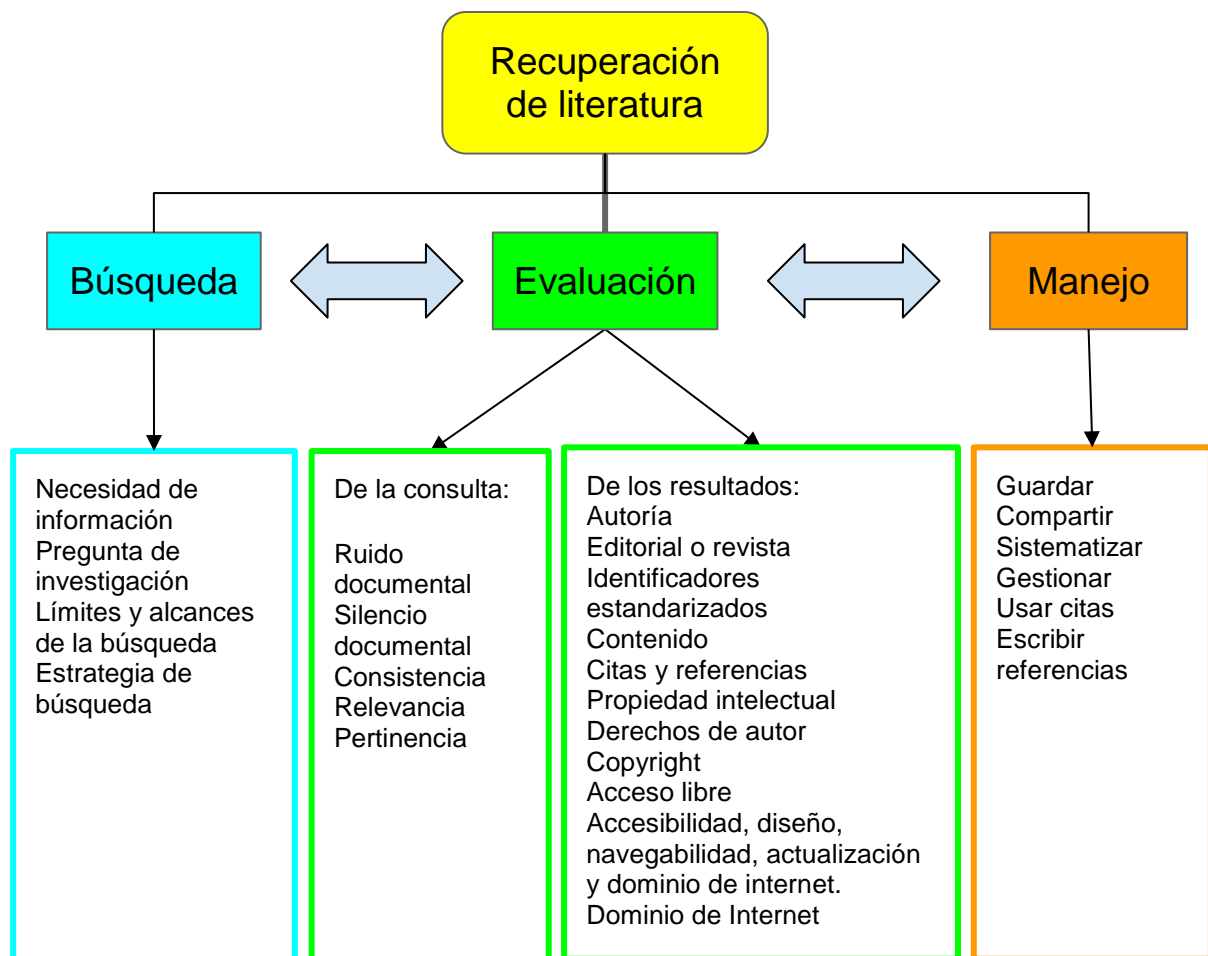 Recuperación
de literatura
Búsqueda
Evaluación
Manejo
Necesidad de
información
Pregunta de
investigación
Límites y alcances
de la búsqueda
Estrategia de
búsqueda
De la consulta:
Ruido
documental
Silencio
documental
Consistencia
Relevancia
Pertinencia
De los resultados:
Autoría
Editorial o revista
Identificadores
estandarizados
Contenido
Citas y referencias
Propiedad intelectual
Derechos de autor
Copyright
Acceso libre
Accesibilidad, diseño,
navegabilidad, actualización
y dominio de internet.
Dominio de Internet
Guardar
Compartir
Sistematizar
Gestionar
Usar citas
Escribir
referencias